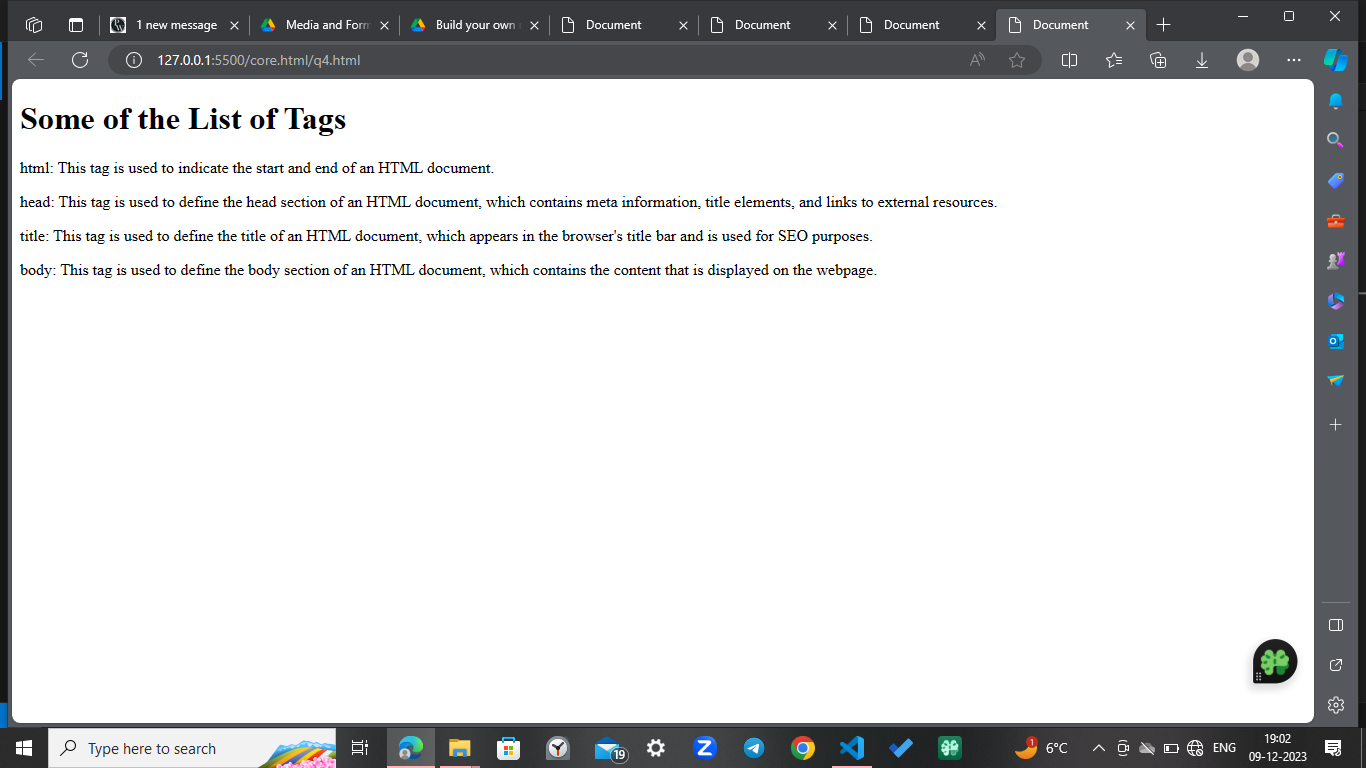 1 new message
Media and Form
Build your own
Document
Document
Document
Document
127.0.0.1:5500/core.html/q4.html
Some of the List of Tags
html: This tag is used to indicate the start and end of an HTML document.
head: This tag is used to define the head section of an HTML document, which contains meta information, title elements, and links to external resources.
title: This tag is used to define the title of an HTML document, which appears in the browser's title bar and is used for SEO purposes.
body: This tag is used to define the body section of an HTML document, which contains the content that is displayed on the webpage.
Type here to search
19
1
6°C
ENG
19:02
09-12-2023